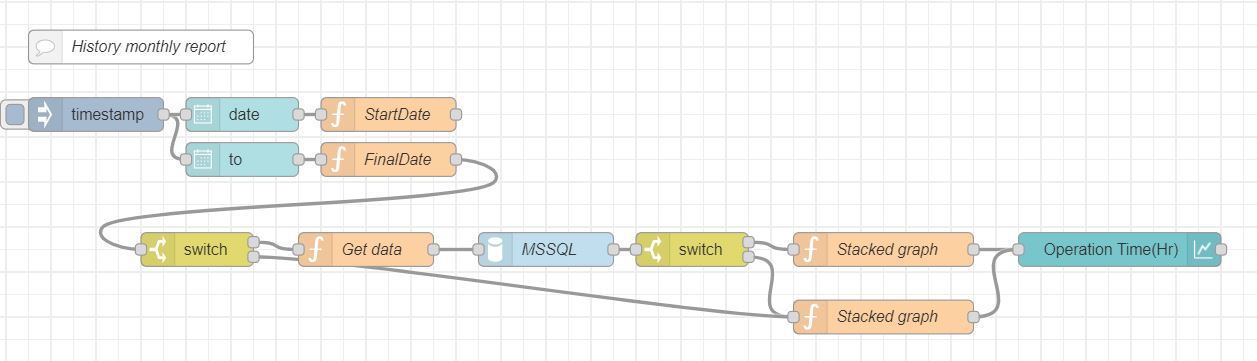 History monthly report
timestamp
date
StartDate
to
FinalDate
switch
Get data
MSSQL
switch
Stacked graph
Operation Time(Hr)
Stacked graph